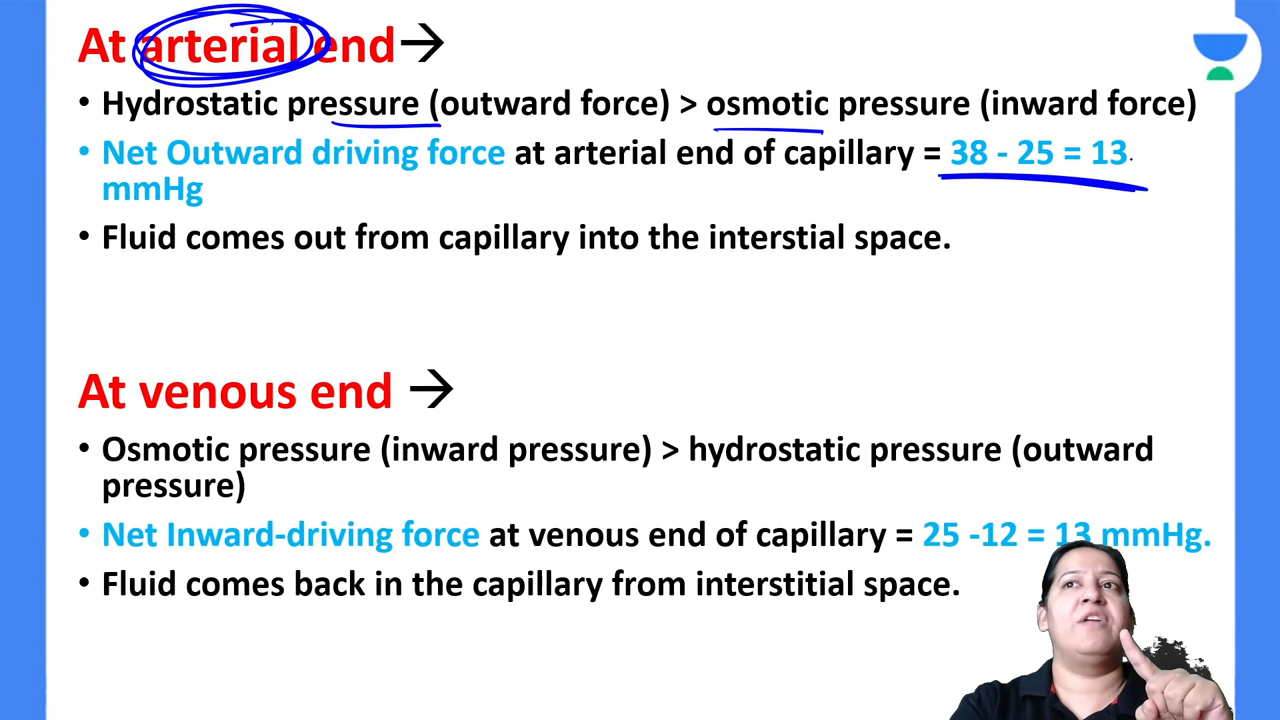 At arterial end→
• Hydrostatic pressure (outward force) > osmotic pressure (inward force)
• Net Outward driving force at arterial end of capillary = 38 - 25 = 13
mmHg
• Fluid comes out from capillary into the interstial space.
At venous end →
• Osmotic pressure (inward pressure) > hydrostatic pressure (outward
pressure)
• Net Inward-driving force at venous end of capillary = 25 -12 = 13 mmHg.
• Fluid comes back in the capillary from interstitial space.